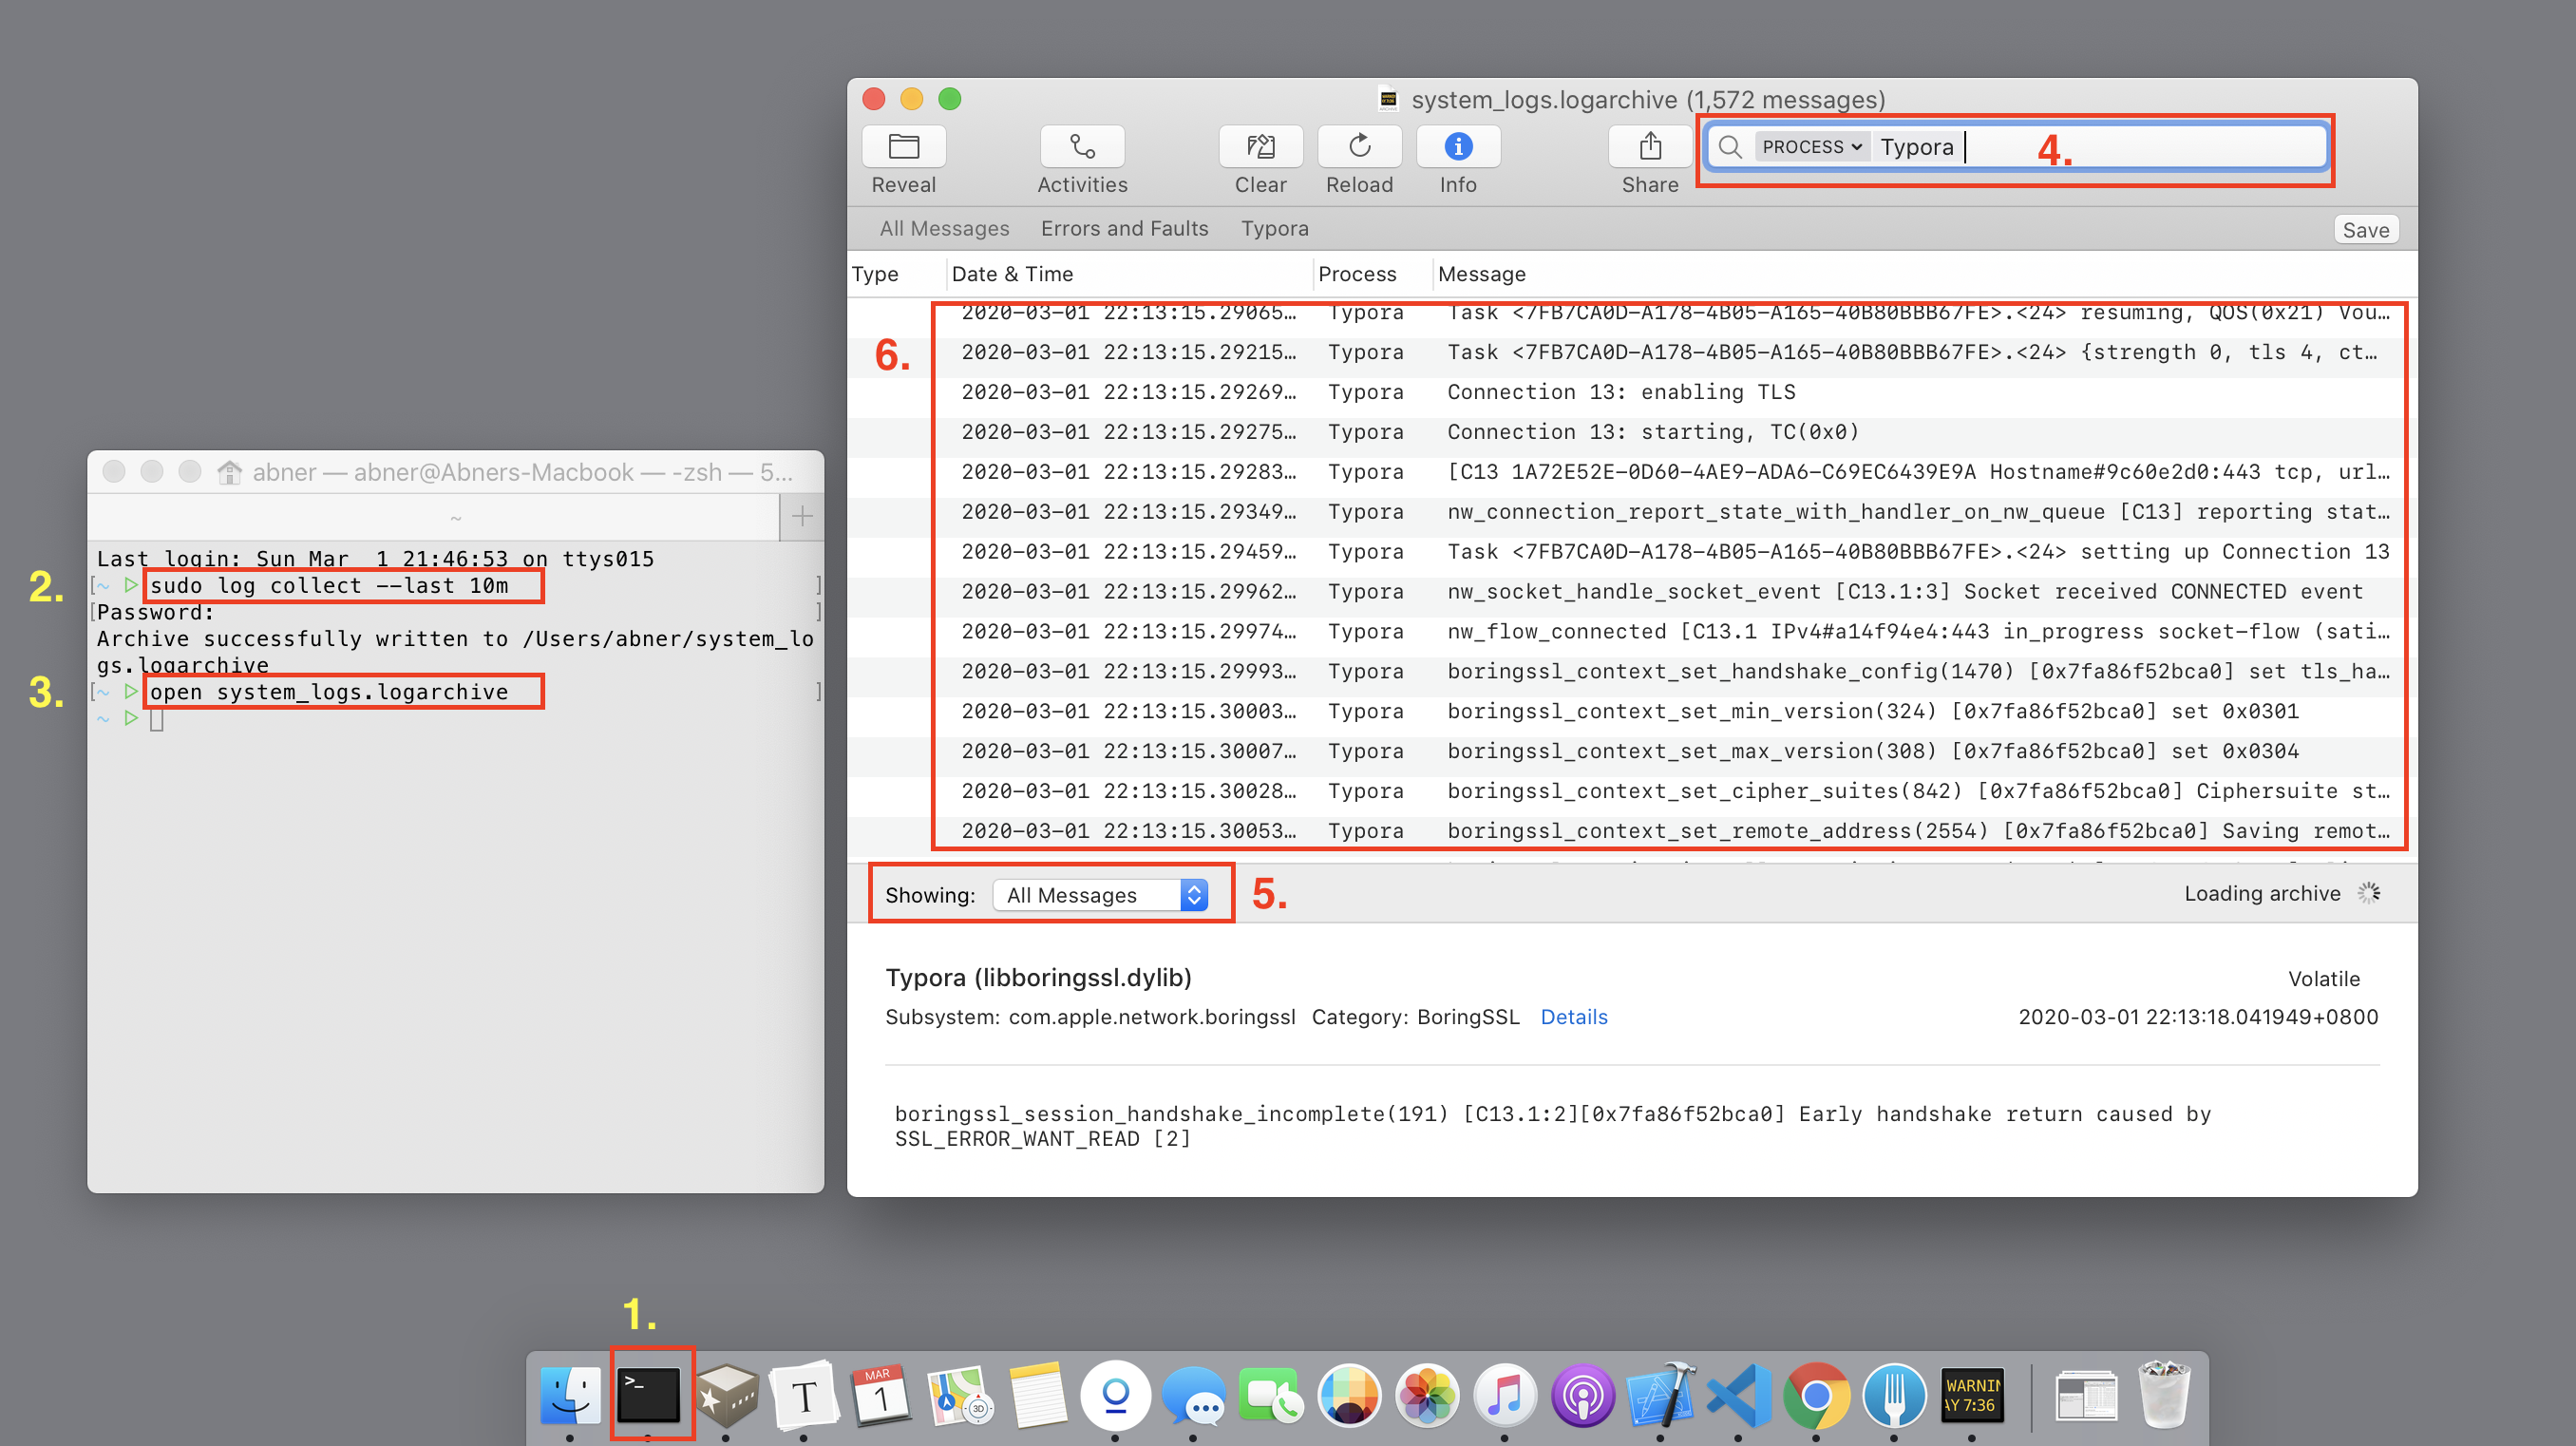 system_logs.logarchive (1,572 messages)
PROCESS Typora
4.
Reveal
Activities
Clear
Reload
Info
Share
All Messages
Errors and Faults
Typora
Save
Type
Date & Time
Process
Message
6.
2020-03-01 22:13:15.29065… Typora Task <7FB7CA0D-A178-4B05-A165-40B80BBB67FE>.<24> resuming, QOS(0x21) Vou…
2020-03-01 22:13:15.29215… Typora Task <7FB7CA0D-A178-4B05-A165-40B80BBB67FE>.<24> {strength 0, tls 4, ct…
2020-03-01 22:13:15.29269… Typora Connection 13: enabling TLS
2020-03-01 22:13:15.29275… Typora Connection 13: starting, TC(0x0)
2020-03-01 22:13:15.29283… Typora [C13 1A72E52E-0D60-4AE9-ADA6-C69EC6439E9A Hostname#9c60e2d0:443 tcp, url…
2020-03-01 22:13:15.29349… Typora nw_connection_report_state_with_handler_on_nw_queue [C13] reporting stat…
2020-03-01 22:13:15.29459… Typora Task <7FB7CA0D-A178-4B05-A165-40B80BBB67FE>.<24> setting up Connection 13
2020-03-01 22:13:15.29962… Typora nw_socket_handle_socket_event [C13.1:3] Socket received CONNECTED event
2020-03-01 22:13:15.29974… Typora nw_flow_connected [C13.1 IPv4#a14f94e4:443 in_progress socket-flow (sati…
2020-03-01 22:13:15.29993… Typora boringssl_context_set_handshake_config(1470) [0x7fa86f52bca0] set tls_ha…
2020-03-01 22:13:15.30003… Typora boringssl_context_set_min_version(324) [0x7fa86f52bca0] set 0x0301
2020-03-01 22:13:15.30007… Typora boringssl_context_set_max_version(308) [0x7fa86f52bca0] set 0x0304
2020-03-01 22:13:15.30028… Typora boringssl_context_set_cipher_suites(842) [0x7fa86f52bca0] Ciphersuite st…
2020-03-01 22:13:15.30053… Typora boringssl_context_set_remote_address(2554) [0x7fa86f52bca0] Saving remot…
Showing: All Messages
5.
Loading archive
Typora (libboringssl.dylib)
Volatile
Subsystem: com.apple.network.boringssl Category: BoringSSL Details
2020-03-01 22:13:18.041949+0800
boringssl_session_handshake_incomplete(191) [C13.1:2][0x7fa86f52bca0] Early handshake return caused by
SSL_ERROR_WANT_READ [2]
abner — abner@Abners-Macbook — -zsh — 5…
~
Last login: Sun Mar  1 21:46:53 on ttys015
2.
[~ ▷ sudo log collect --last 10m ]
[Password: ]
Archive successfully written to /Users/abner/system_lo
gs.logarchive
3.
[~ ▷ open system_logs.logarchive ]
~ ▷
1.
>_
T
MAR
1
3D
WARNIN
AY 7:36